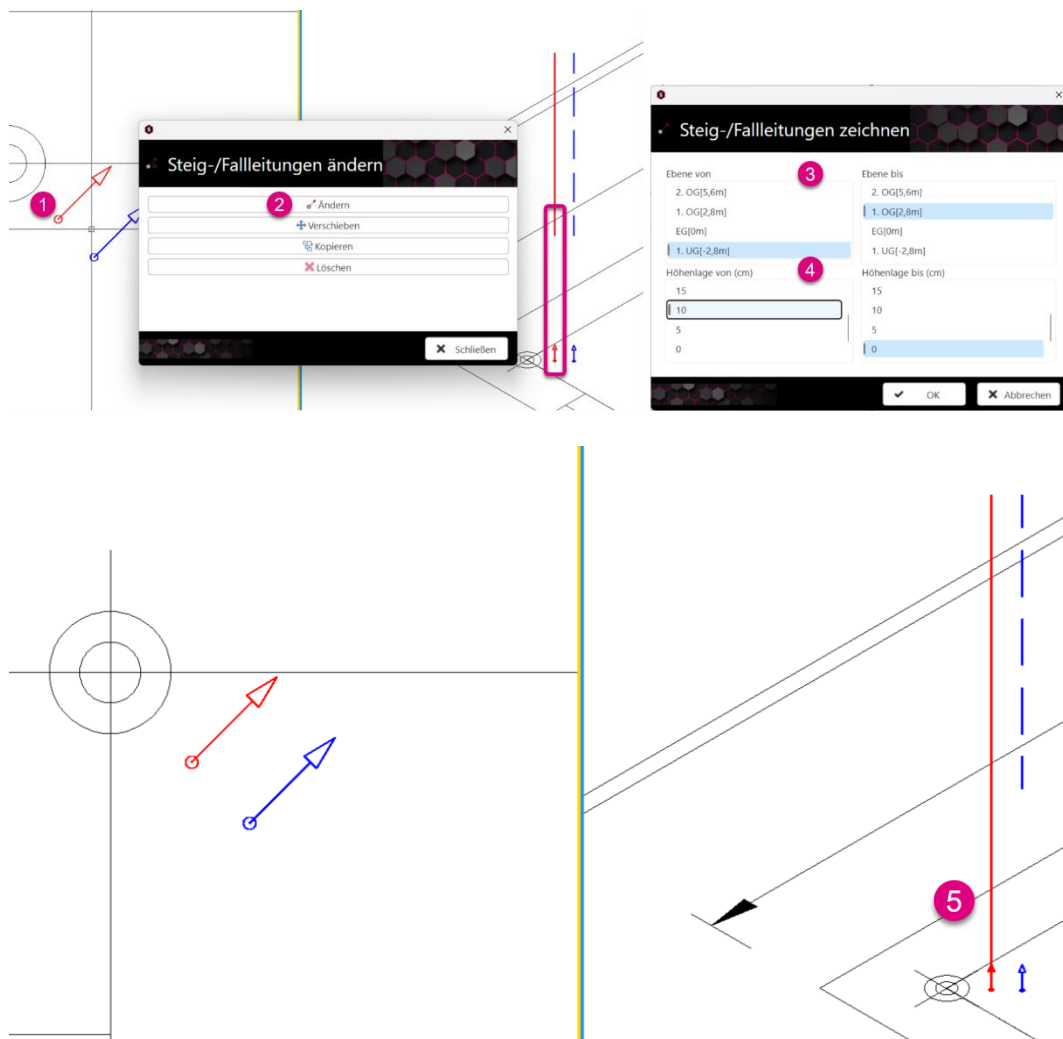 Steig-/Fallleitungen ändern
1
2
Ändern
Verschieben
Kopieren
Löschen
Schließen
Steig-/Fallleitungen zeichnen
3
Ebene von
2. OG[5,6m]
1. OG[2,8m]
EG[0m]
1. UG[-2,8m]
Ebene bis
2. OG[5,6m]
1. OG[2,8m]
EG[0m]
1. UG[-2,8m]
4
Höhenlage von (cm)
15
10
5
0
Höhenlage bis (cm)
15
10
5
0
OK
Abbrechen
5